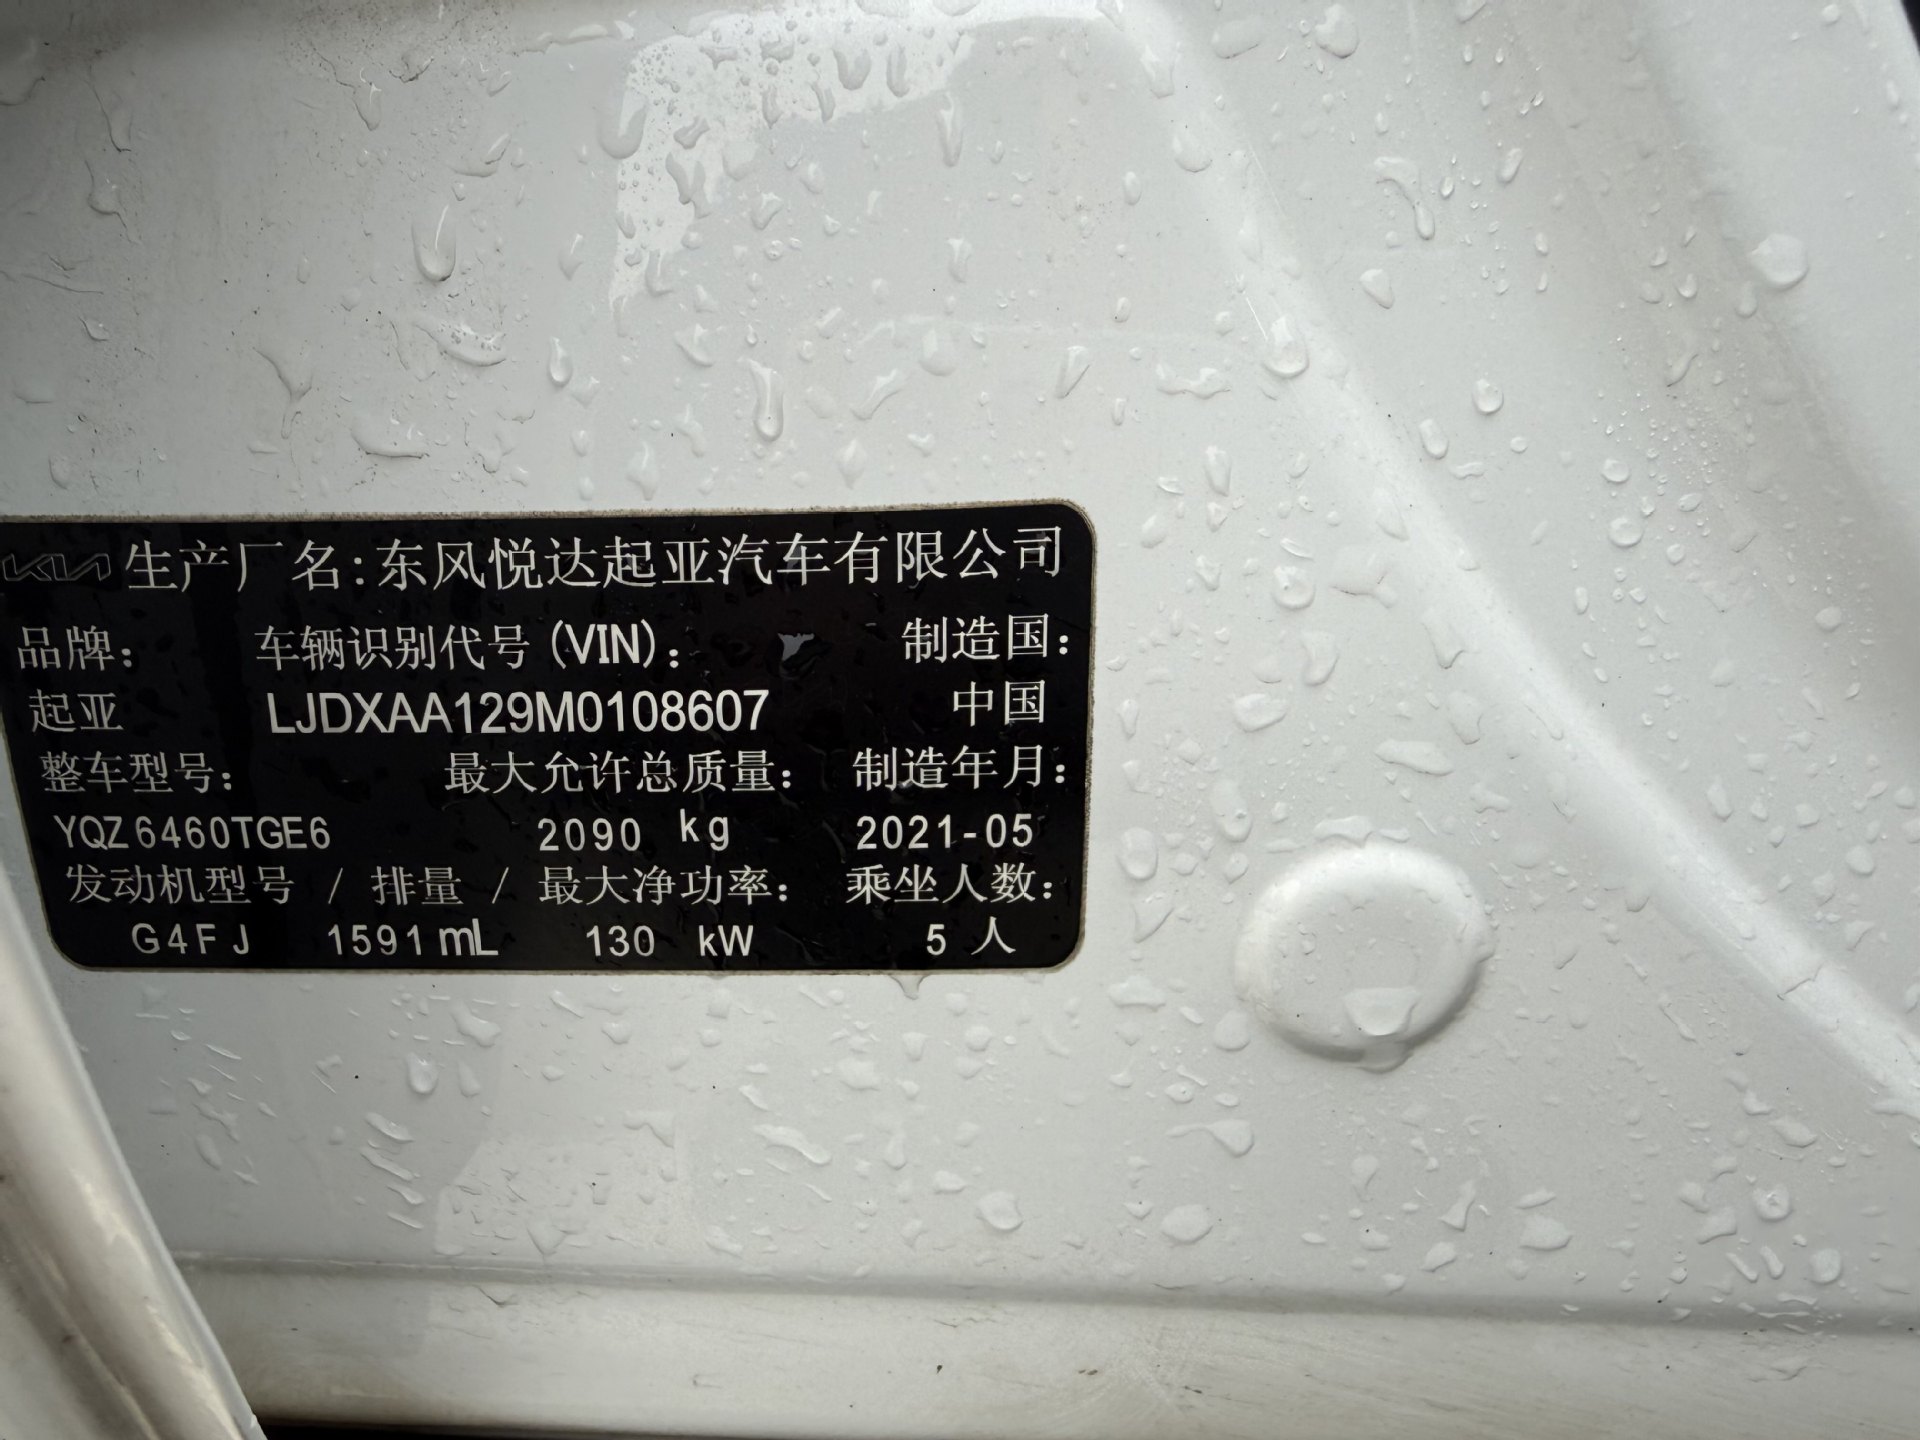 KIA 生产厂名:东风悦达起亚汽车有限公司
品牌: 车辆识别代号(VIN): 制造国:
起亚 LJDXAA129M0108607 中国
整车型号: 最大允许总质量: 制造年月:
YQZ6460TGE6 2090 kg 2021-05
发动机型号 / 排量 / 最大净功率: 乘坐人数:
G4FJ 1591mL 130 kW 5 人